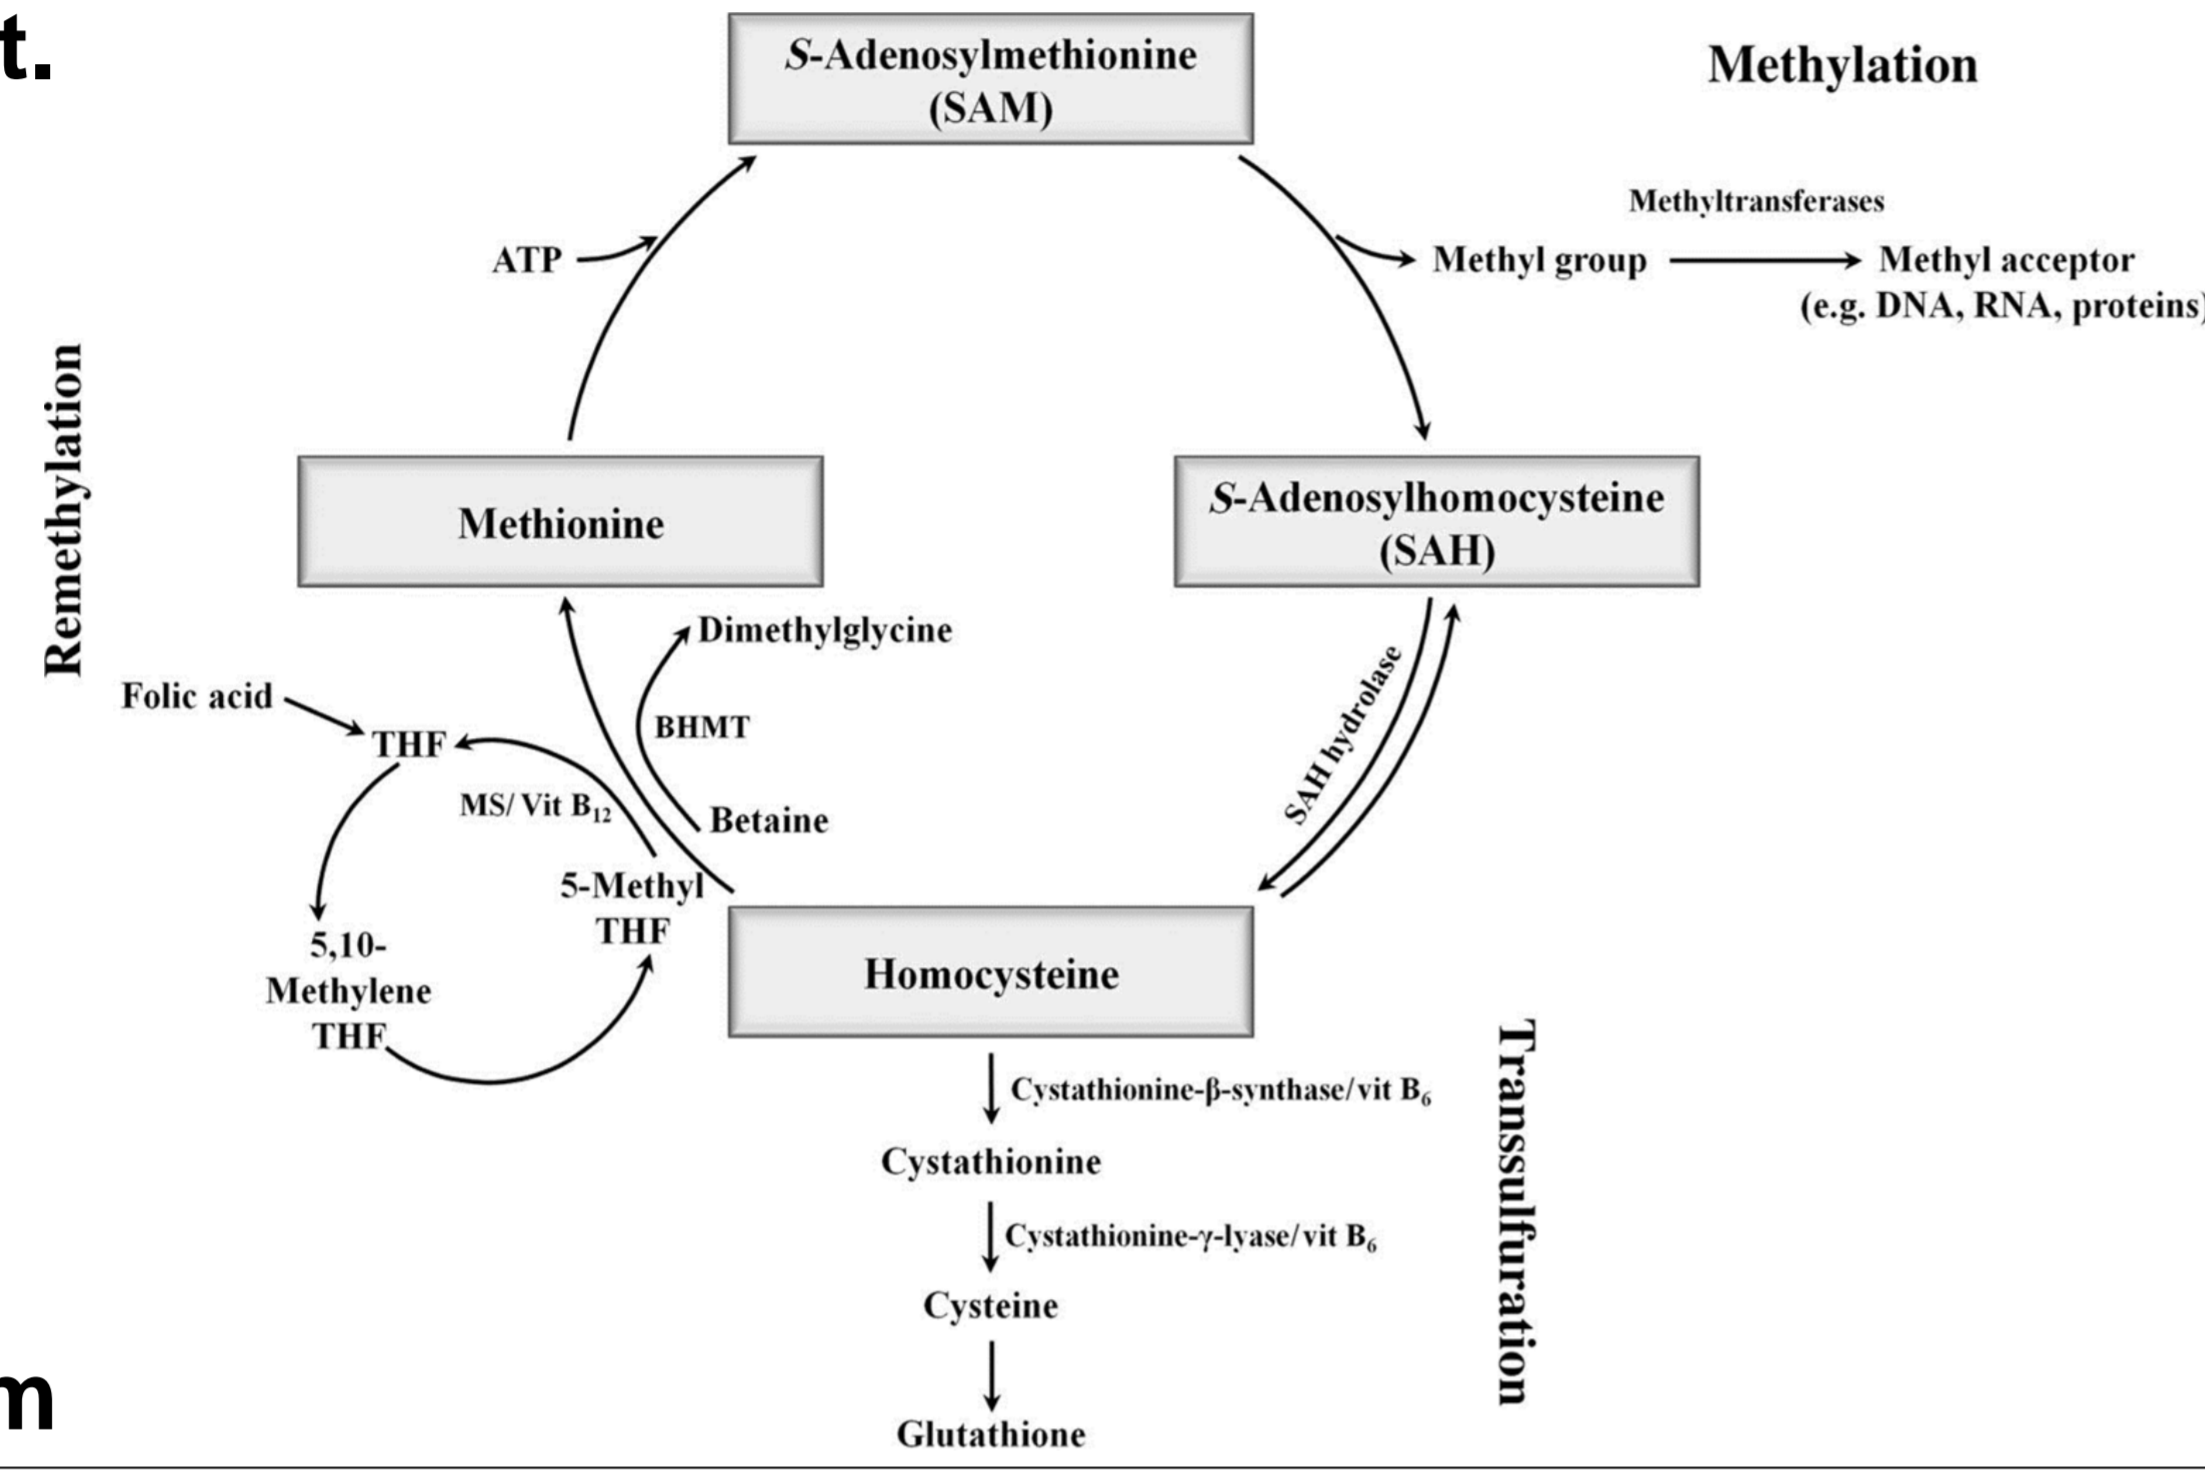 t.
S-Adenosylmethionine
(SAM)
Methylation
Methyltransferases
ATP
Methyl group
Methyl acceptor
(e.g. DNA, RNA, proteins)
Remethylation
Methionine
S-Adenosylhomocysteine
(SAH)
Dimethylglycine
Folic acid
THF
BHMT
SAH hydrolase
MS/ Vit B₁₂
Betaine
5-Methyl
THF
5,10-
Methylene
THF
Homocysteine
Cystathionine-β-synthase/vit B₆
Cystathionine
Cystathionine-γ-lyase/vit B₆
Cysteine
Transsulfuration
Glutathione
m